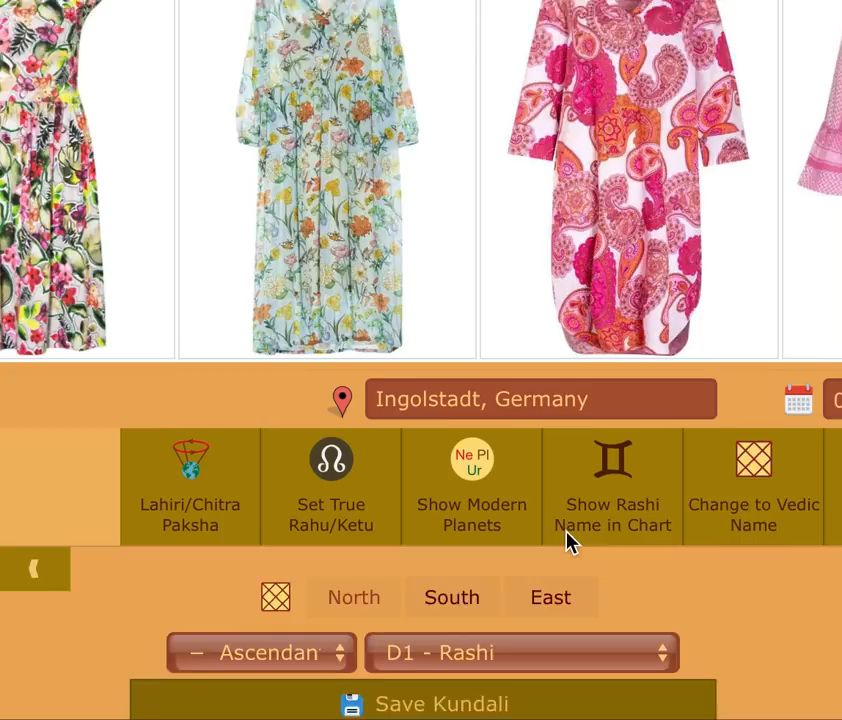 Ingolstadt, Germany
Lahiri/Chitra
Paksha
Set True
Rahu/Ketu
Ne Pl
Ur
Show Modern
Planets
Show Rashi
Name in Chart
Change to Vedic
Name
North South East
– Ascendan
D1 - Rashi
Save Kundali